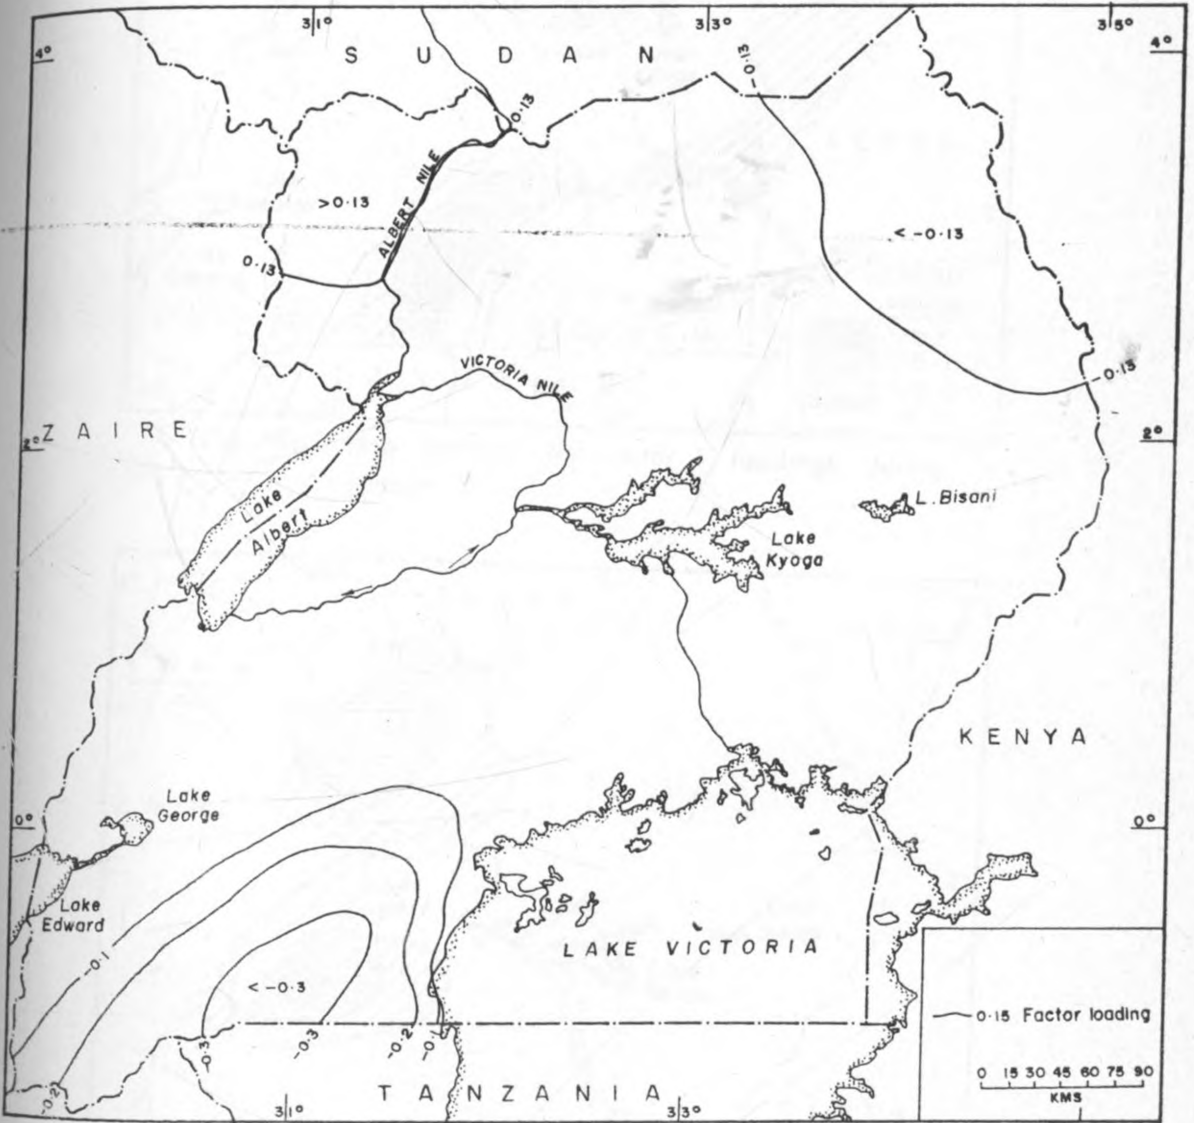 31° 33° 35°
4° 4°
S U D A N
0·13
0·13
ALBERT NILE
>0·13
<-0·13
0·13
VICTORIA NILE
-0·13
ZAIRE
2° 2°
Lake Albert
L. Bisani
Lake Kyoga
KENYA
Lake George
0° 0°
Lake Edward
LAKE VICTORIA
-0·1
<-0·3
0·15 Factor loading
-0·3
-0·3
-0·2
-0·2
0 15 30 45 60 75 90
KMS
TANZANIA
31° 33°